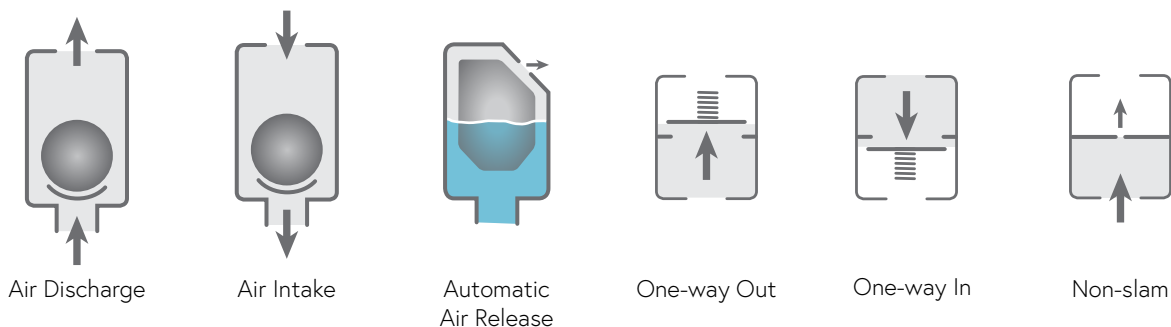 Air Discharge
Air Intake
Automatic
Air Release
One-way Out
One-way In
Non-slam